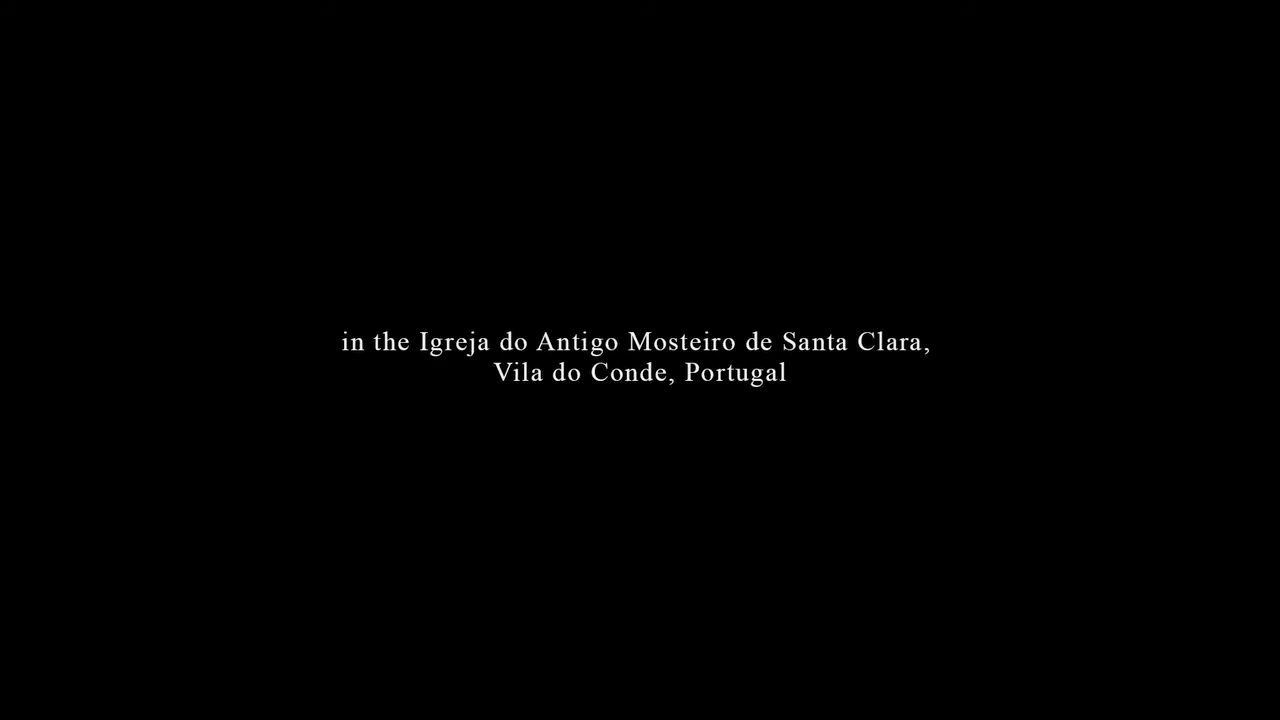 in the Igreja do Antigo Mosteiro de Santa Clara,
Vila do Conde, Portugal